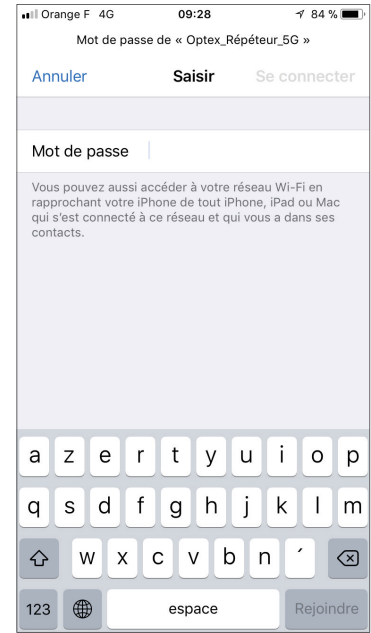 Orange F 4G 09:28 84 %
Mot de passe de « Optex_Répéteur_5G »
Annuler Saisir Se connecter
Mot de passe
Vous pouvez aussi accéder à votre réseau Wi-Fi en
rapprochant votre iPhone de tout iPhone, iPad ou Mac
qui s'est connecté à ce réseau et qui vous a dans ses
contacts.
a z e r t y u i o p
q s d f g h j k l m
w x c v b n ´
123 espace Rejoindre